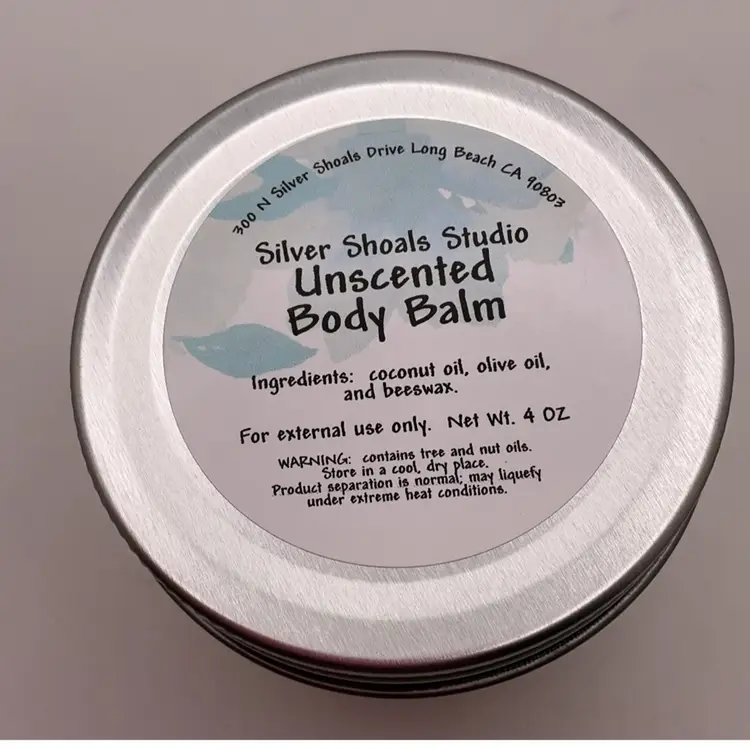 300 N Silver Shoals Drive Long Beach CA 90803
Silver Shoals Studio
Unscented
Body Balm
Ingredients: coconut oil, olive oil,
and beeswax.
For external use only. Net Wt. 4 OZ
WARNING: contains tree and nut oils.
Store in a cool, dry place.
Product separation is normal; may liquefy
under extreme heat conditions.